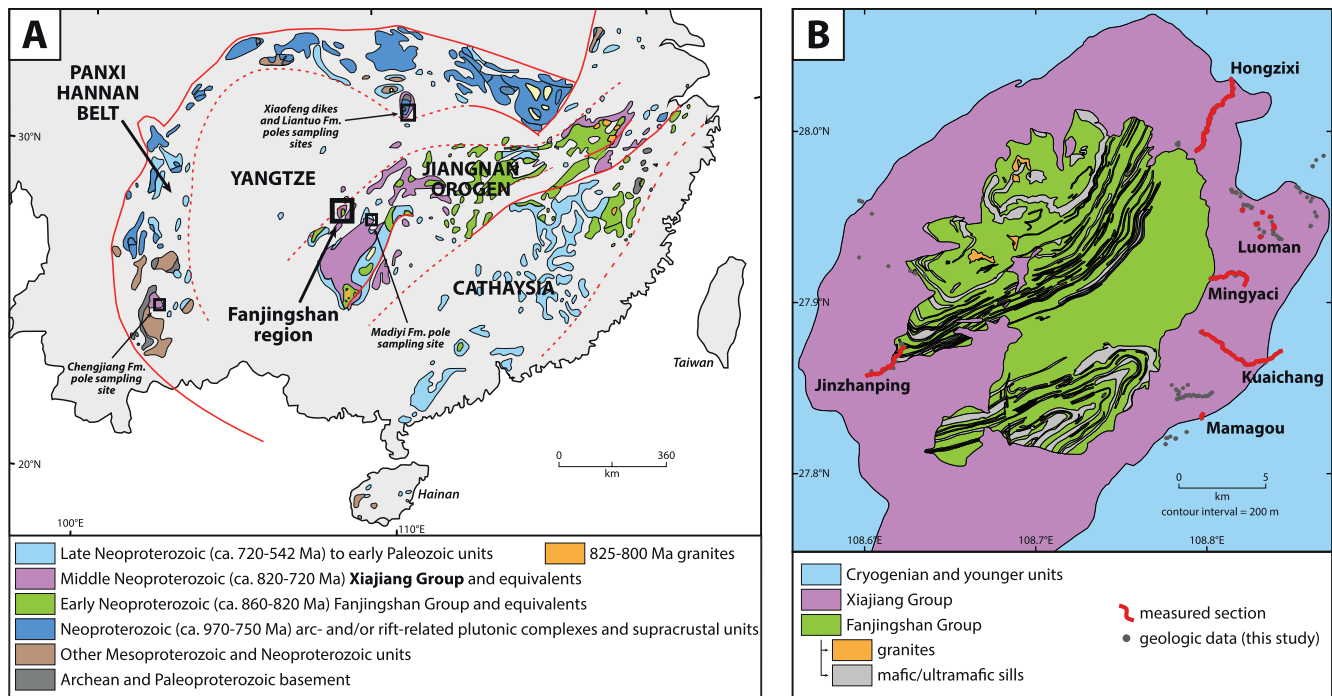 A
PANXI
HANNAN
BELT
Xiaofeng dikes
and Liantuo Fm.
poles sampling
sites
30°N
YANGTZE
JIANGNAN
OROGEN
CATHAYSIA
Fanjingshan
region
Madiyi Fm. pole
sampling site
Chengjiang Fm.
pole sampling
site
Taiwan
0 360
km
20°N
Hainan
100°E
110°E
Late Neoproterozoic (ca. 720-542 Ma) to early Paleozoic units
825-800 Ma granites
Middle Neoproterozoic (ca. 820-720 Ma) Xiajiang Group and equivalents
Early Neoproterozoic (ca. 860-820 Ma) Fanjingshan Group and equivalents
Neoproterozoic (ca. 970-750 Ma) arc- and/or rift-related plutonic complexes and supracrustal units
Other Mesoproterozoic and Neoproterozoic units
Archean and Paleoproterozoic basement
B
Hongzixi
28.0°N
Luoman
Mingyaci
27.9°N
Kuaichang
Jinzhanping
Mamagou
27.8°N
0 5
km
contour interval = 200 m
108.6°E
108.7°E
108.8°E
Cryogenian and younger units
Xiajiang Group
Fanjingshan Group
granites
mafic/ultramafic sills
measured section
geologic data (this study)